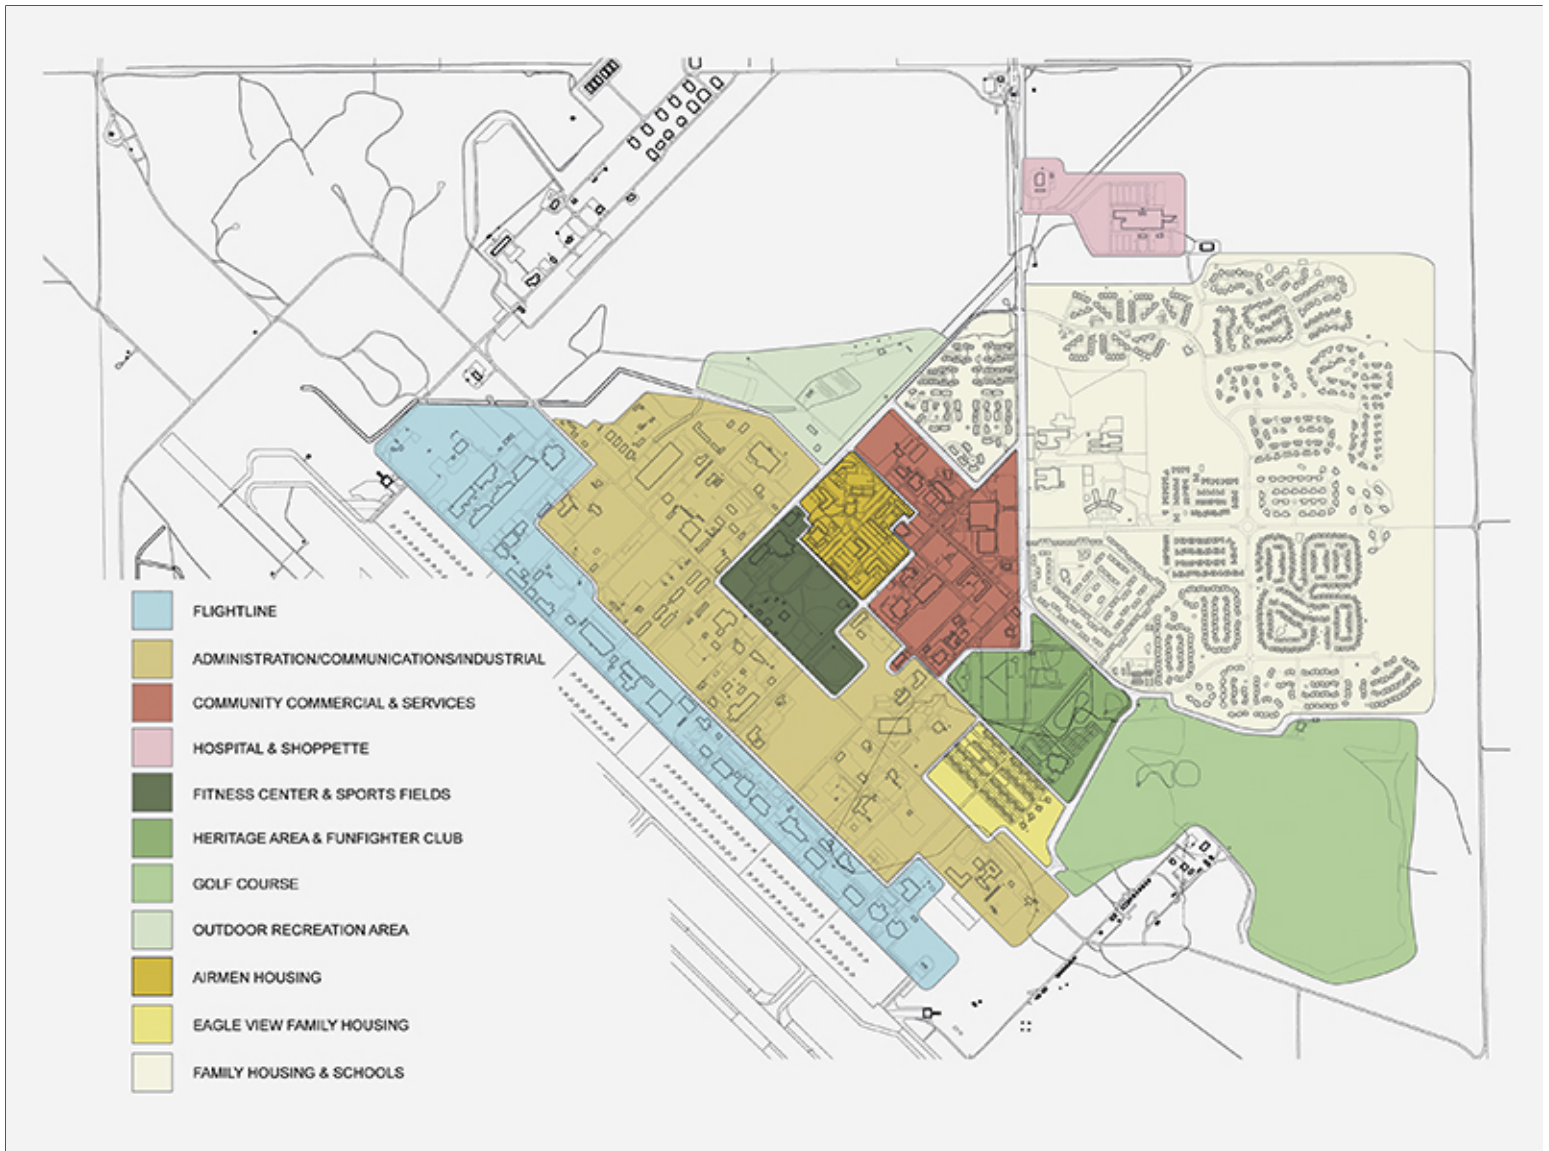 FLIGHTLINE
ADMINISTRATION/COMMUNICATIONS/INDUSTRIAL
COMMUNITY COMMERCIAL & SERVICES
HOSPITAL & SHOPPETTE
FITNESS CENTER & SPORTS FIELDS
HERITAGE AREA & FUNFIGHTER CLUB
GOLF COURSE
OUTDOOR RECREATION AREA
AIRMEN HOUSING
EAGLE VIEW FAMILY HOUSING
FAMILY HOUSING & SCHOOLS